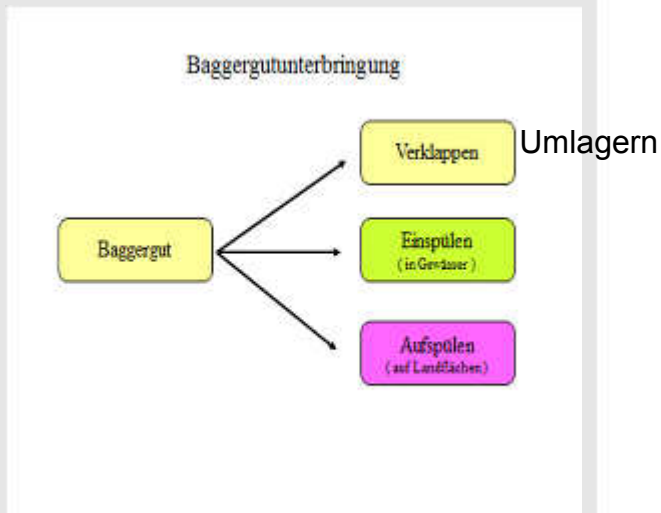 Baggergutunterbringung
Verklappen
Umlagern
Baggergut
Einspülen
( in Gewässer )
Aufspülen
( auf Landflächen )